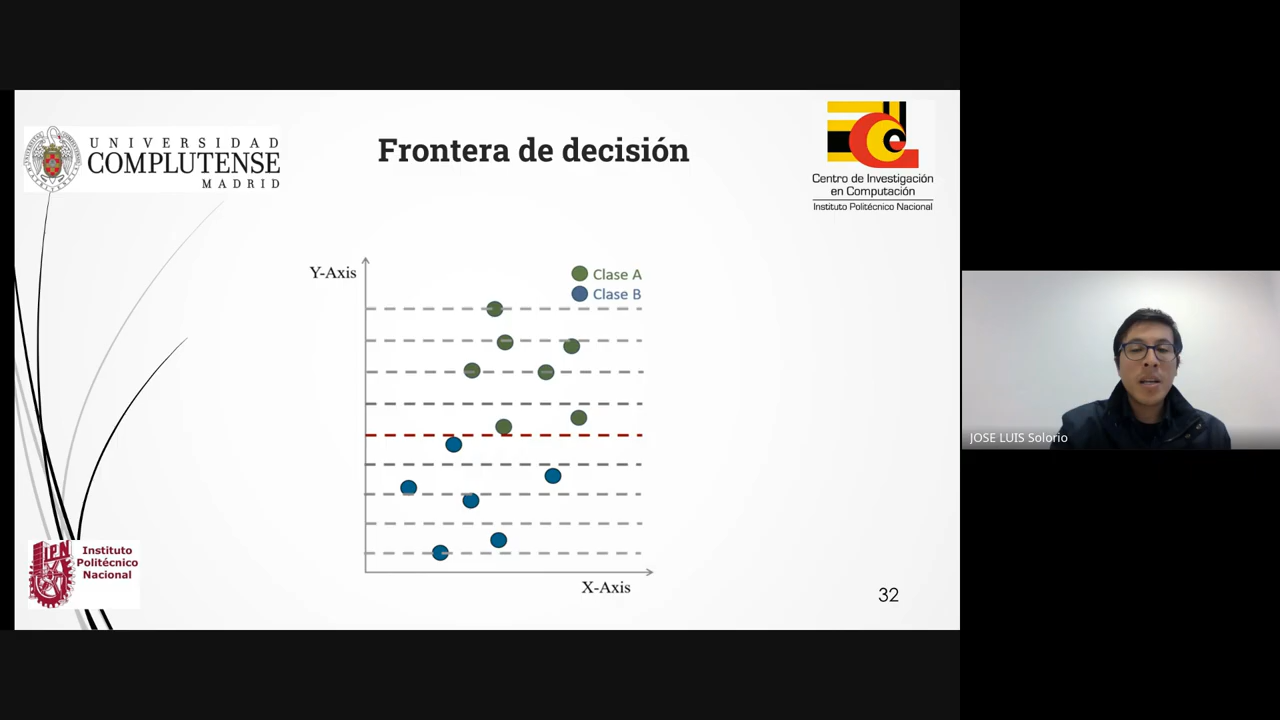 UNIVERSIDAD
COMPLUTENSE
MADRID
Frontera de decisión
Centro de Investigación
en Computación
Instituto Politécnico Nacional
Y-Axis
Clase A
Clase B
X-Axis
JOSE LUIS Solorio
IPN
Instituto
Politécnico
Nacional
32